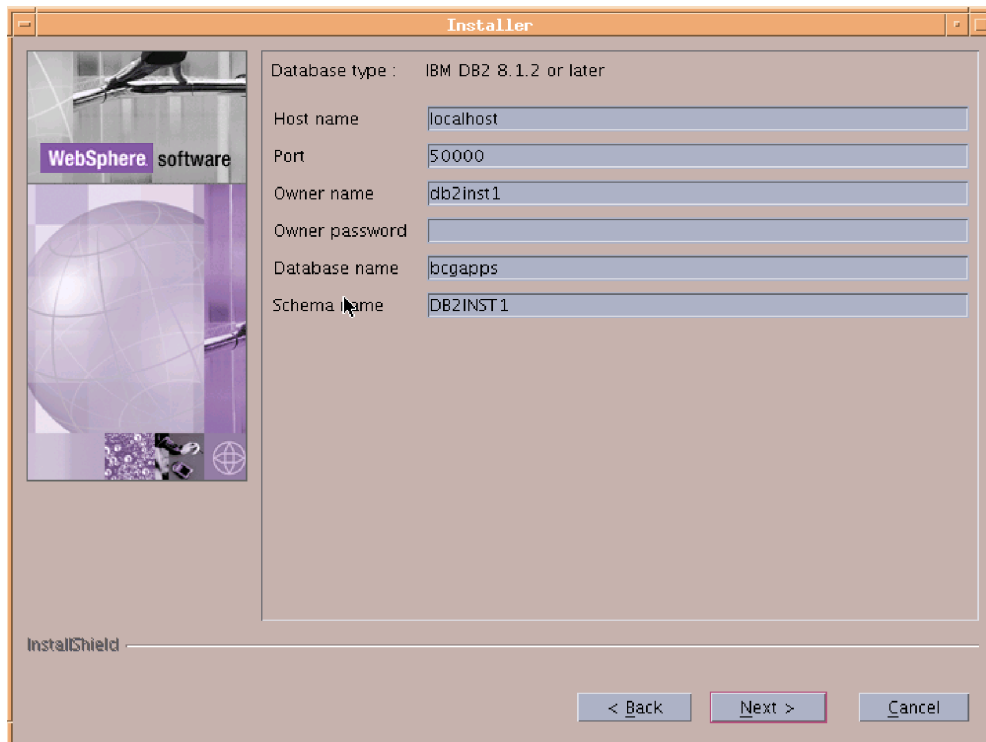 Installer
WebSphere. software
Database type : IBM DB2 8.1.2 or later
Host name localhost
Port 50000
Owner name db2inst1
Owner password
Database name bcgapps
Schema name DB2INST1
InstallShield
< Back Next > Cancel